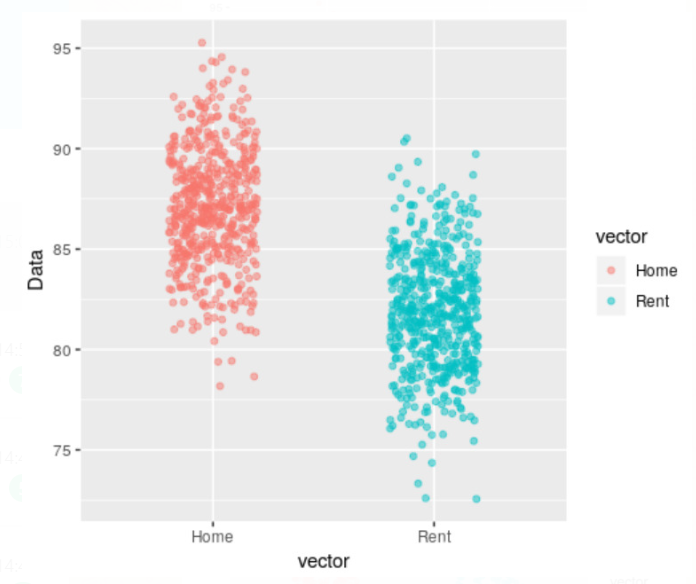 95
90
85
80
75
Data
Home
Rent
vector
vector
Home
Rent